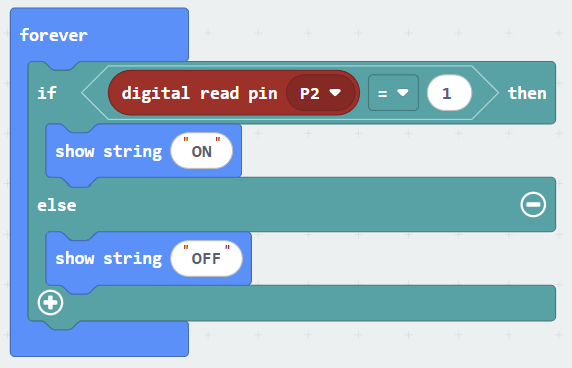 forever
if digital read pin P2 = 1 then
show string "ON"
else
show string "OFF"